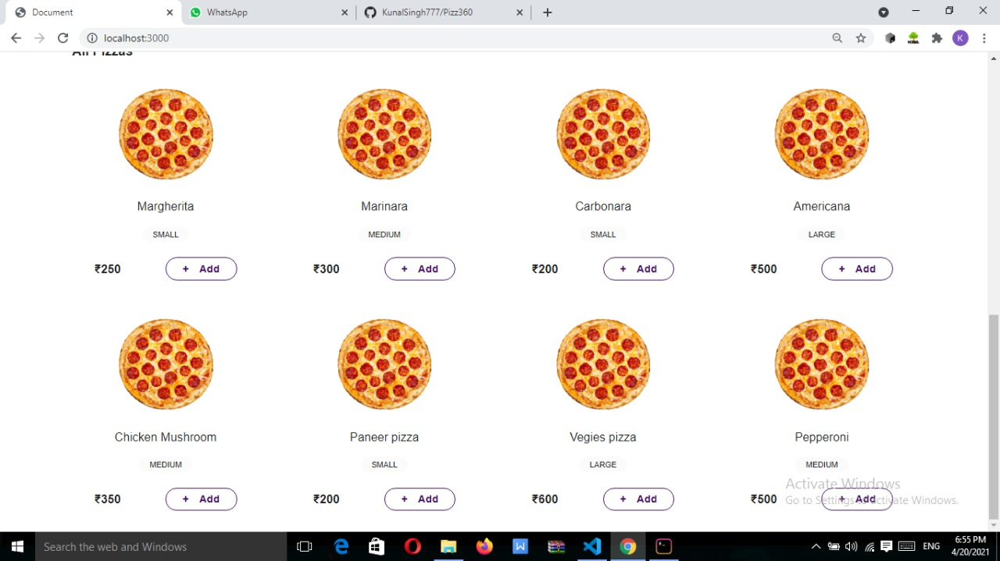 Document
WhatsApp
KunalSingh777/Pizz360
localhost:3000
K
All Pizzas
Margherita
Marinara
Carbonara
Americana
SMALL
MEDIUM
SMALL
LARGE
₹250
+ Add
₹300
+ Add
₹200
+ Add
₹500
+ Add
Chicken Mushroom
Paneer pizza
Vegies pizza
Pepperoni
MEDIUM
SMALL
LARGE
MEDIUM
₹350
+ Add
₹200
+ Add
₹600
+ Add
₹500
+ Add
Activate Windows
Go to Settings to activate Windows.
Search the web and Windows
W
ENG
6:55 PM
4/20/2021